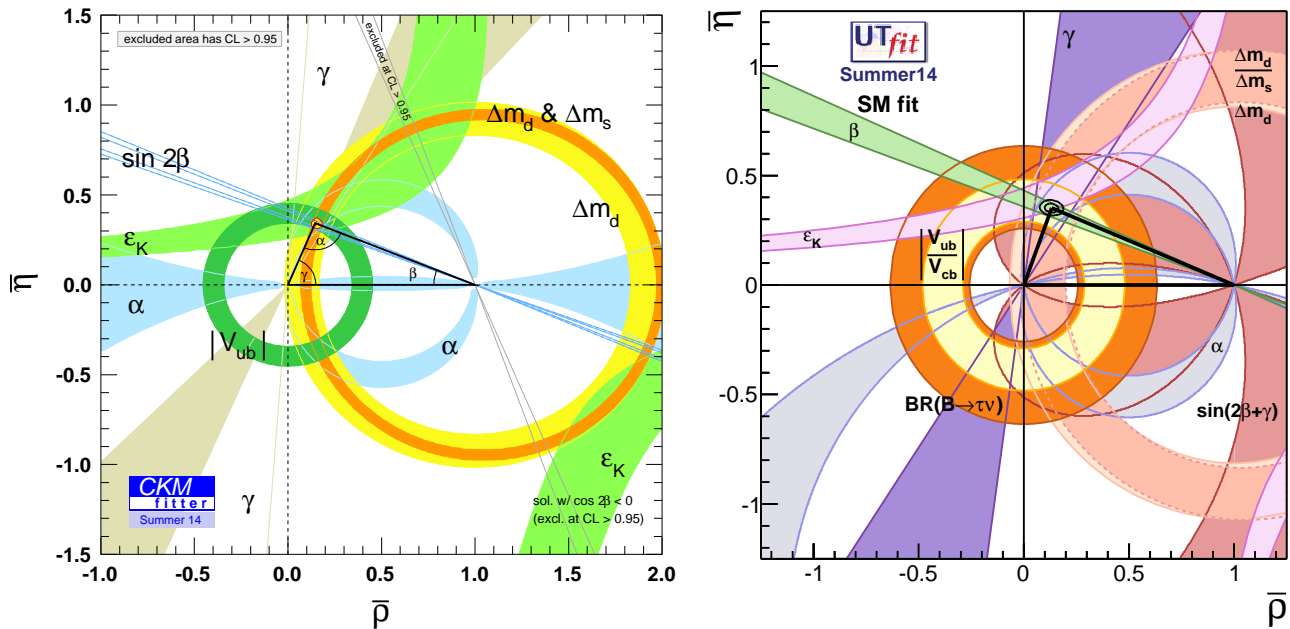 excluded area has CL > 0.95
γ
excluded at CL > 0.95
Δm_d & Δm_s
sin 2β
Δm_d
ε_K
α
α
γ
β
α
|V_ub|
ε_K
γ
CKM
fitter
Summer 14
sol. w/ cos 2β < 0
(excl. at CL > 0.95)
1.5
1.0
0.5
0.0
-0.5
-1.0
-1.5
η̅
-1.0 -0.5 0.0 0.5 1.0 1.5 2.0
ρ̅
η̅
UTfit
Summer14
SM fit
γ
Δm_d
Δm_s
Δm_d
β
ε_K
|V_ub
V_cb|
α
BR(B→τν)
sin(2β+γ)
1
0.5
0
-0.5
-1
-1 -0.5 0 0.5 1
ρ̅